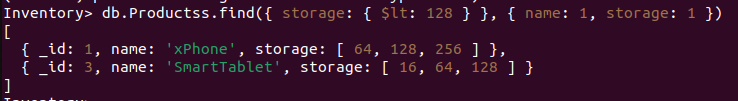 Inventory> db.Productss.find({ storage: { $lt: 128 } }, { name: 1, storage: 1 })
[
  { _id: 1, name: 'xPhone', storage: [ 64, 128, 256 ] },
  { _id: 3, name: 'SmartTablet', storage: [ 16, 64, 128 ] }
]
Inventory>